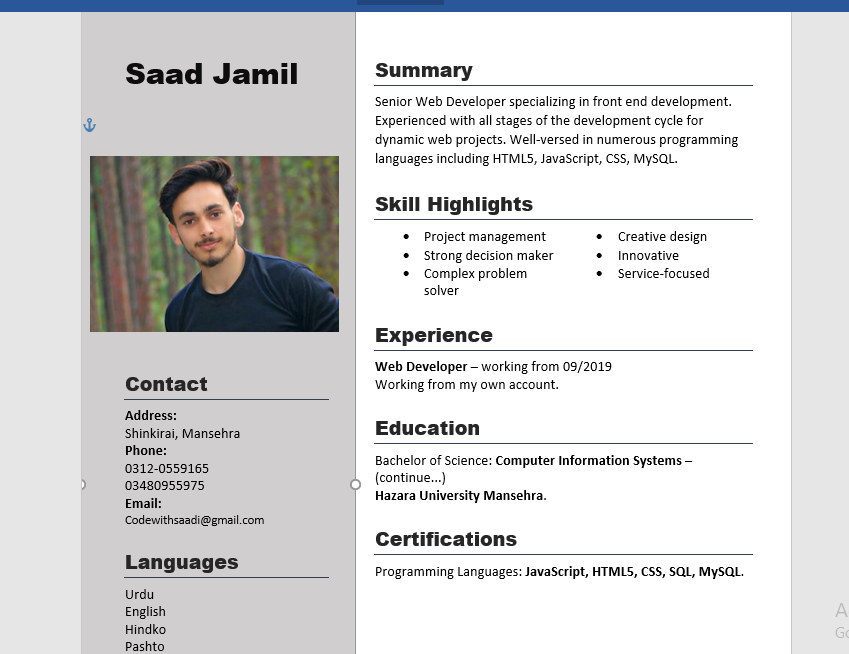 Saad Jamil
Contact
Address:
Shinkirai, Mansehra
Phone:
0312-0559165
03480955975
Email:
Codewithsaadi@gmail.com
Languages
Urdu
English
Hindko
Pashto
Summary
Senior Web Developer specializing in front end development.
Experienced with all stages of the development cycle for
dynamic web projects. Well-versed in numerous programming
languages including HTML5, JavaScript, CSS, MySQL.
Skill Highlights
• Project management
• Strong decision maker
• Complex problem
solver
• Creative design
• Innovative
• Service-focused
Experience
Web Developer – working from 09/2019
Working from my own account.
Education
Bachelor of Science: Computer Information Systems –
(continue...)
Hazara University Mansehra.
Certifications
Programming Languages: JavaScript, HTML5, CSS, SQL, MySQL.